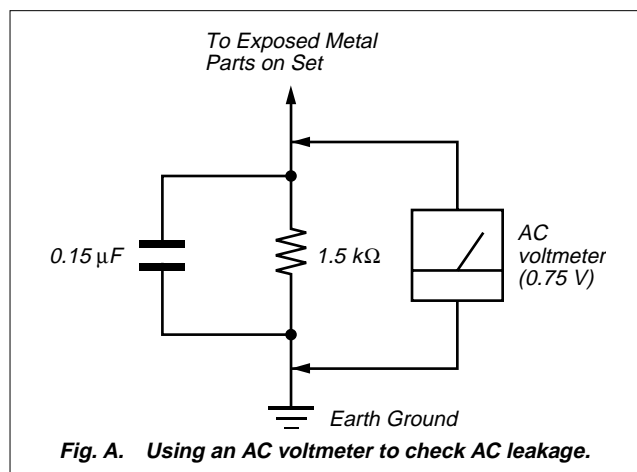 To Exposed Metal
Parts on Set
0.15 µF
1.5 kΩ
AC
voltmeter
(0.75 V)
Earth Ground
Fig. A. Using an AC voltmeter to check AC leakage.